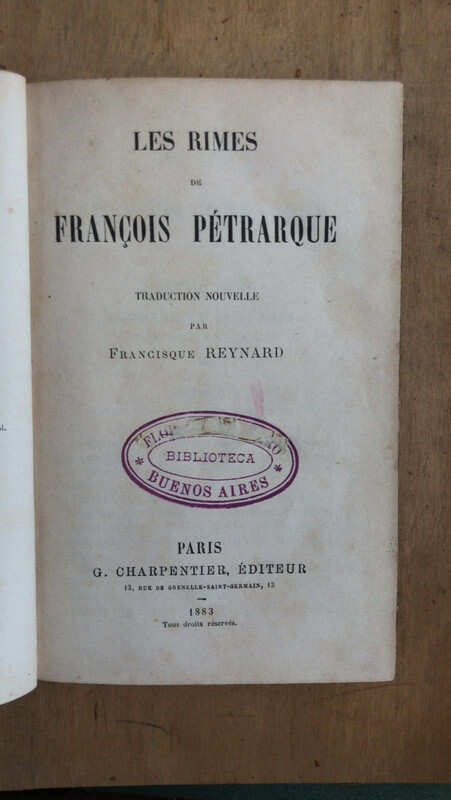 LES RIMES
DE
FRANÇOIS PÉTRARQUE
TRADUCTION NOUVELLE
PAR
FRANCISQUE REYNARD
BIBLIOTECA
* BUENOS AIRES *
PARIS
G. CHARPENTIER, ÉDITEUR
13, RUE DE GRENELLE-SAINT-GERMAIN, 13
1883
Tous droits réservés.